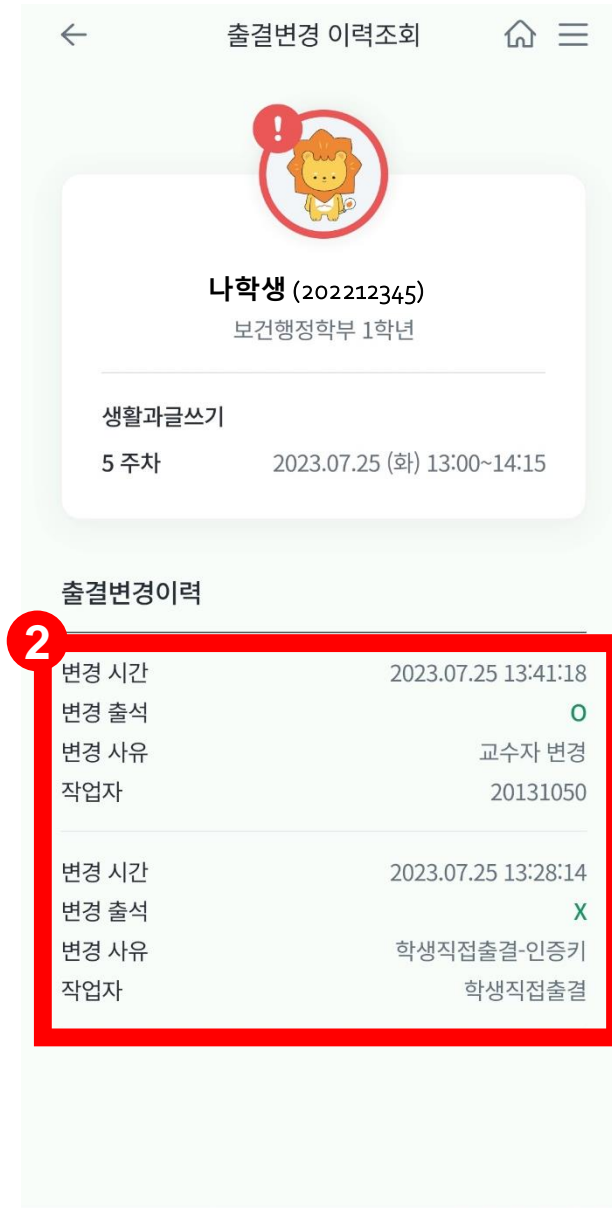 출결변경 이력조회
!
나학생 (202212345)
보건행정학부 1학년
생활과글쓰기
5 주차 2023.07.25 (화) 13:00~14:15
출결변경이력
2
변경 시간 2023.07.25 13:41:18
변경 출석 O
변경 사유 교수자 변경
작업자 20131050
변경 시간 2023.07.25 13:28:14
변경 출석 X
변경 사유 학생직접출결-인증키
작업자 학생직접출결